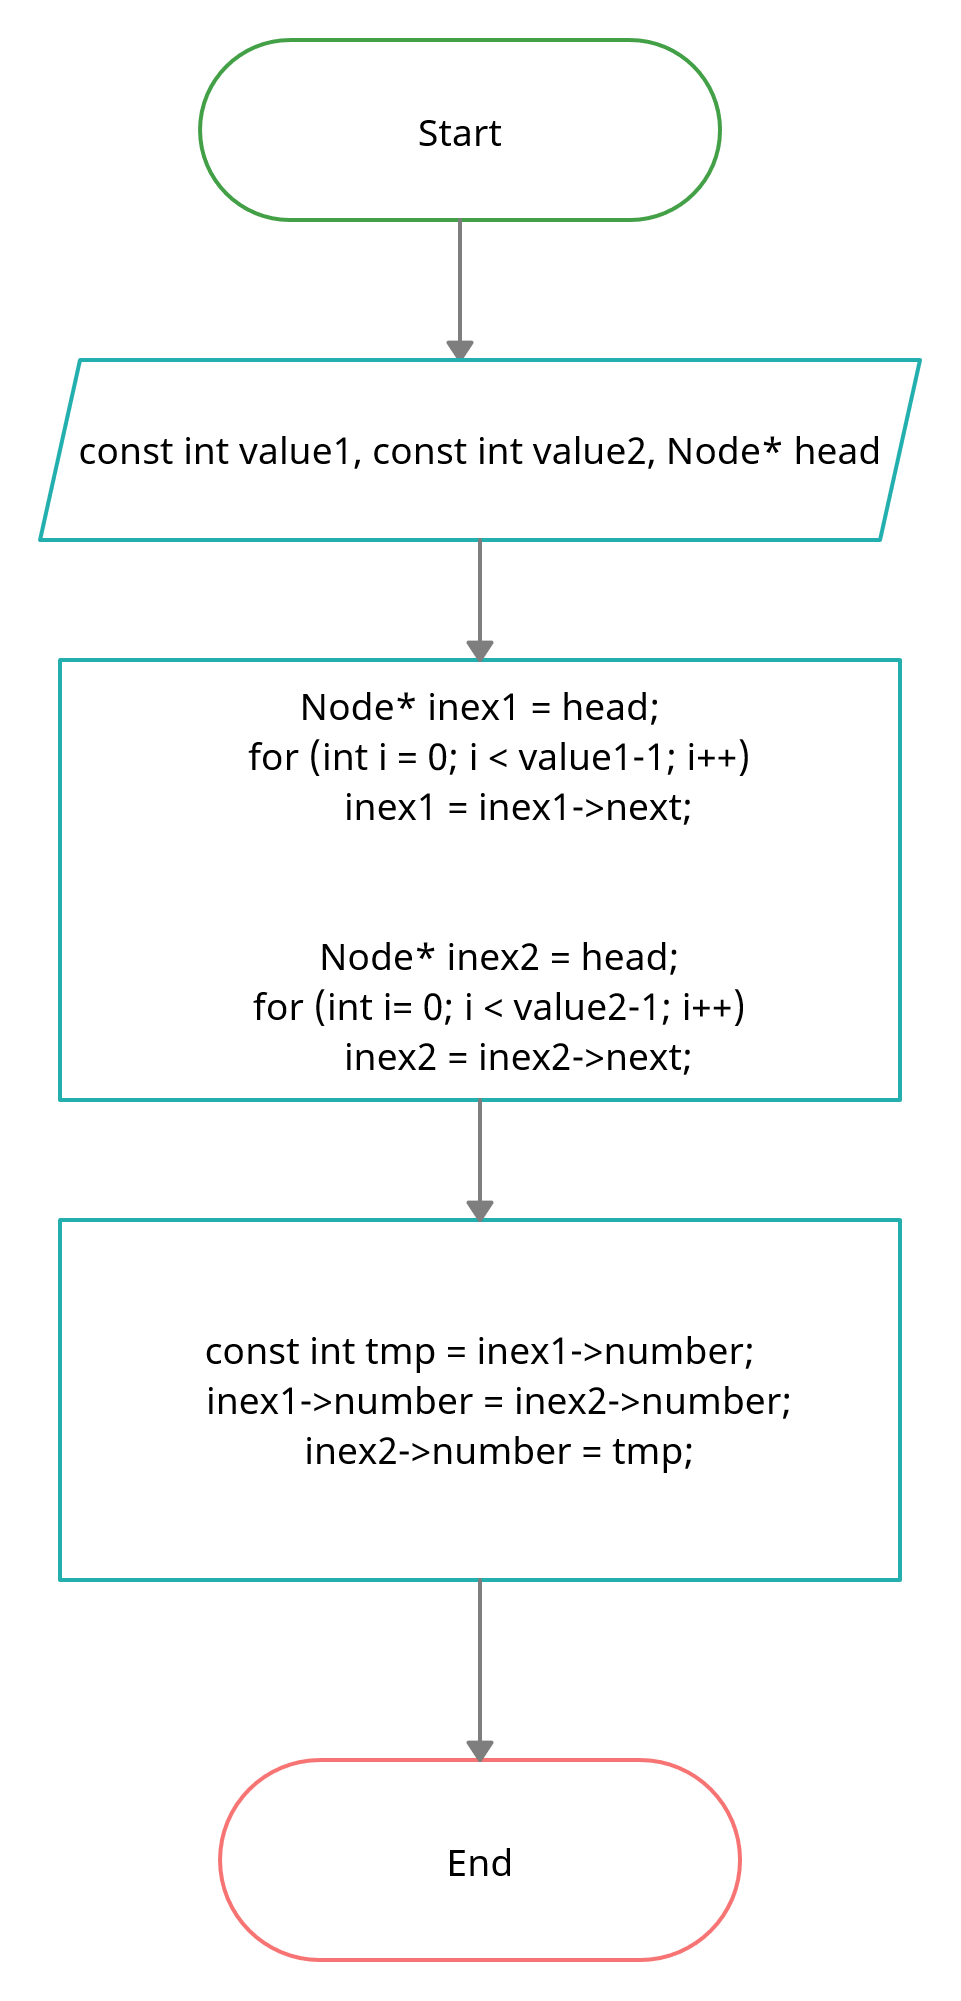 Start
const int value1, const int value2, Node* head
Node* inex1 = head;
for (int i = 0; i < value1-1; i++)
inex1 = inex1->next;
Node* inex2 = head;
for (int i= 0; i < value2-1; i++)
inex2 = inex2->next;
const int tmp = inex1->number;
inex1->number = inex2->number;
inex2->number = tmp;
End